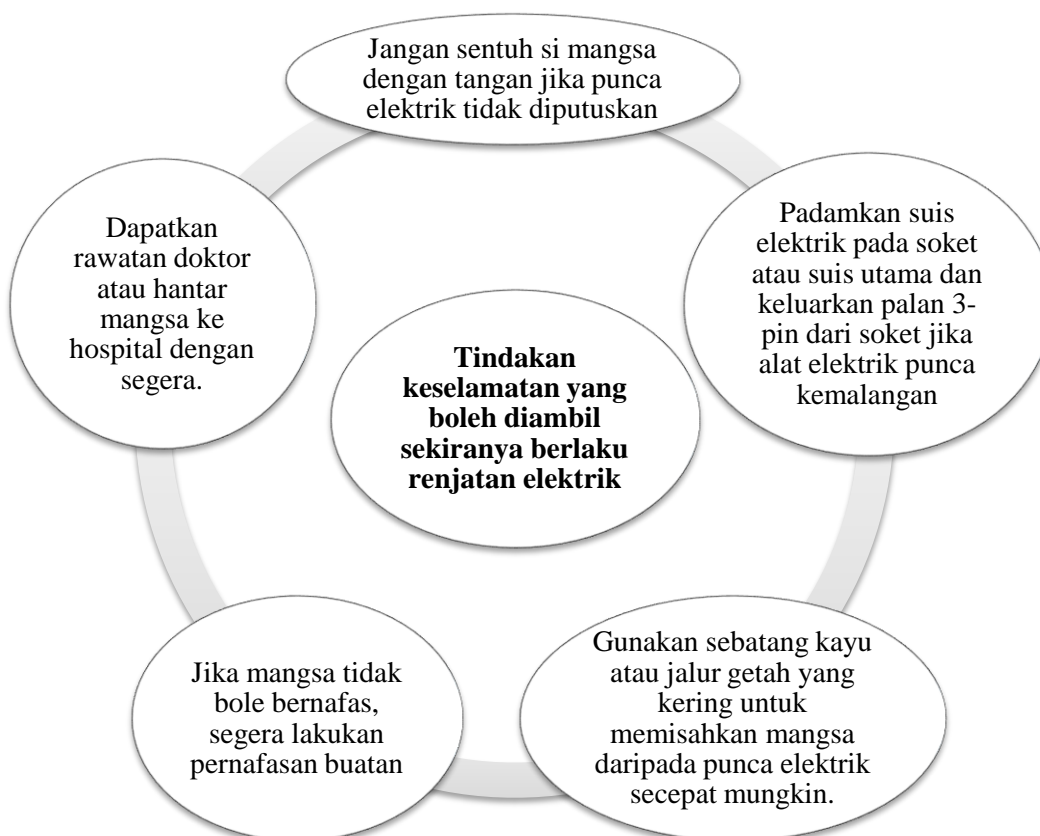 Jangan sentuh si mangsa
dengan tangan jika punca
elektrik tidak diputuskan
Padamkan suis
elektrik pada soket
atau suis utama dan
keluarkan palan 3-
pin dari soket jika
alat elektrik punca
kemalangan
Gunakan sebatang kayu
atau jalur getah yang
kering untuk
memisahkan mangsa
daripada punca elektrik
secepat mungkin.
Jika mangsa tidak
bole bernafas,
segera lakukan
pernafasan buatan
Dapatkan
rawatan doktor
atau hantar
mangsa ke
hospital dengan
segera.
Tindakan
keselamatan yang
boleh diambil
sekiranya berlaku
renjatan elektrik